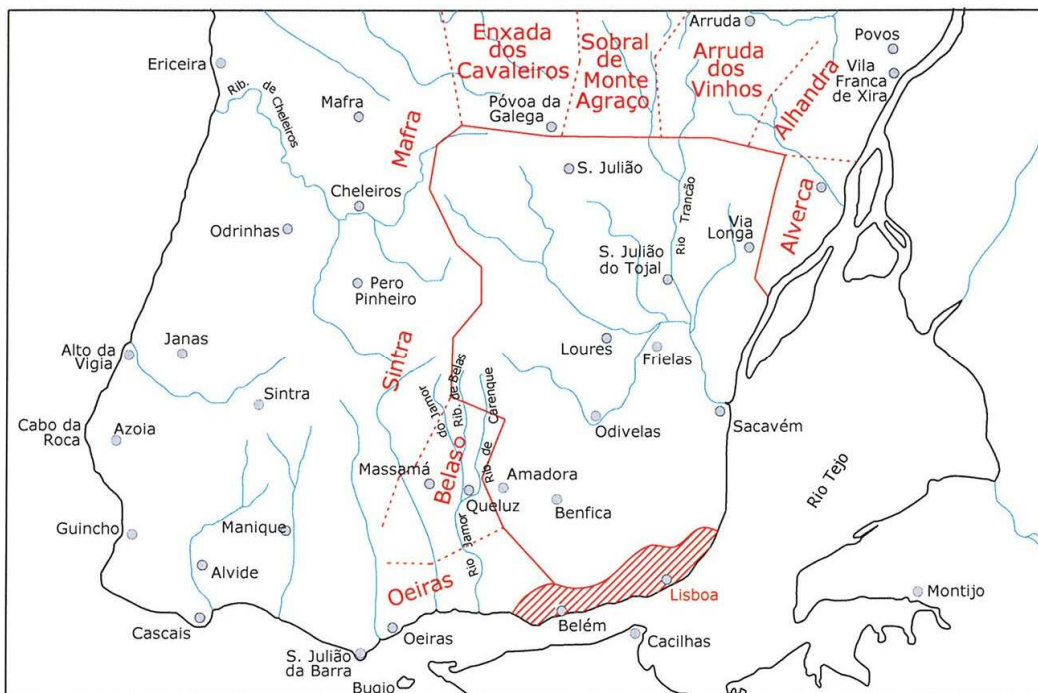 Arruda
Povos
Enxada
dos
Cavaleiros
Sobral
de
Monte
Agraço
Arruda
dos
Vinhos
Ericeira
Vila
Franca
de Xira
Alhandra
Rib. de Cheleiros
Mafra
Póvoa da
Galega
Mafra
S. Julião
Cheleiros
Rio Trancão
Alverca
Odrinhas
Via
Longa
S. Julião
do Tojal
Pero
Pinheiro
Janas
Alto da
Vigia
Loures
Frielas
Sintra
do Jamor
Rib. de Belas
Rib. de Carenque
Sintra
Cabo da
Roca
Azoia
Odivelas
Sacavém
Massamá
Belaso
Amadora
Queluz
Benfica
Rio Tejo
Guincho
Manique
Rio Jamor
Alvide
Oeiras
Lisboa
Montijo
Cascais
Oeiras
Belém
Cacilhas
S. Julião
da Barra
Bugio